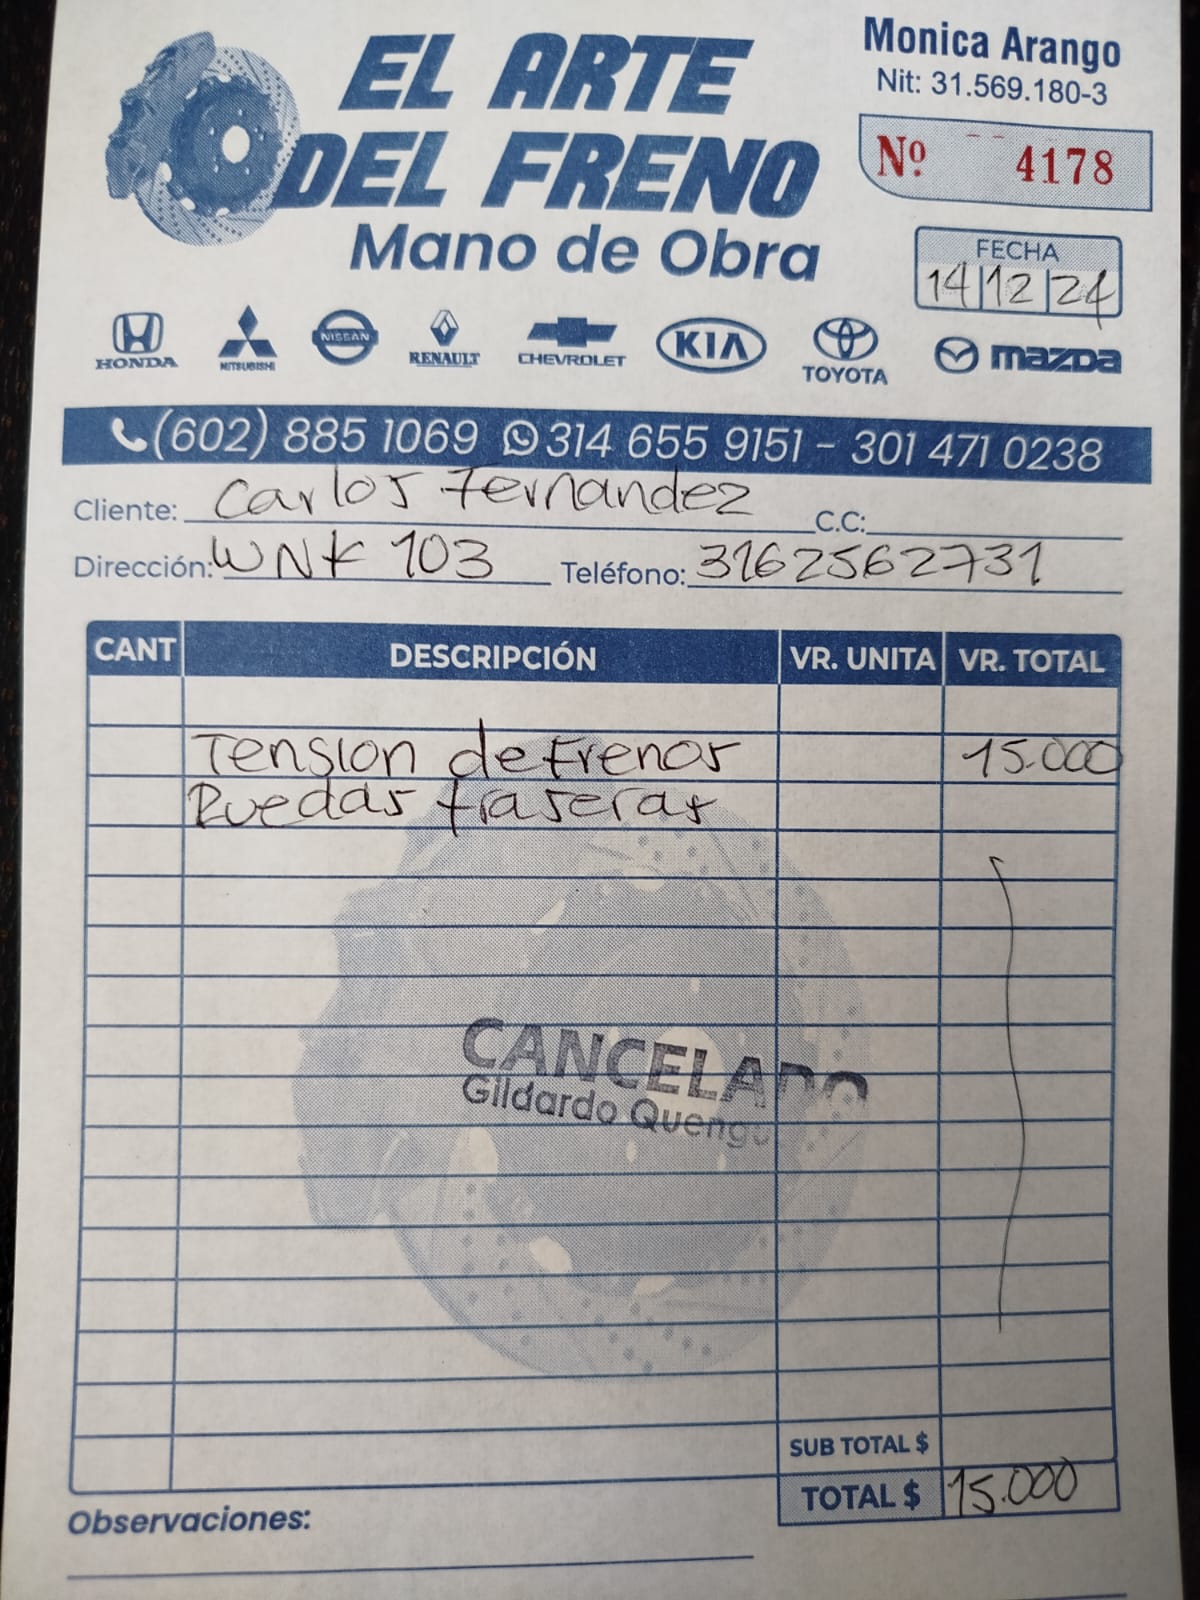 EL ARTE
DEL FRENO
Mano de Obra
Monica Arango
Nit: 31.569.180-3
Nº 4178
FECHA
14 12 24
HONDA MITSUBISHI NISSAN RENAULT CHEVROLET KIA TOYOTA mazda
(602) 885 1069 314 655 9151 - 301 471 0238
Cliente: Carlos Fernandez C.C:
Dirección: WNK 103 Teléfono: 3162562731
CANT DESCRIPCIÓN VR. UNITA VR. TOTAL
Tension de Frenos 15.000
Ruedas traseras
CANCELADO
Gildardo
SUB TOTAL $
TOTAL $ 15.000
Observaciones: